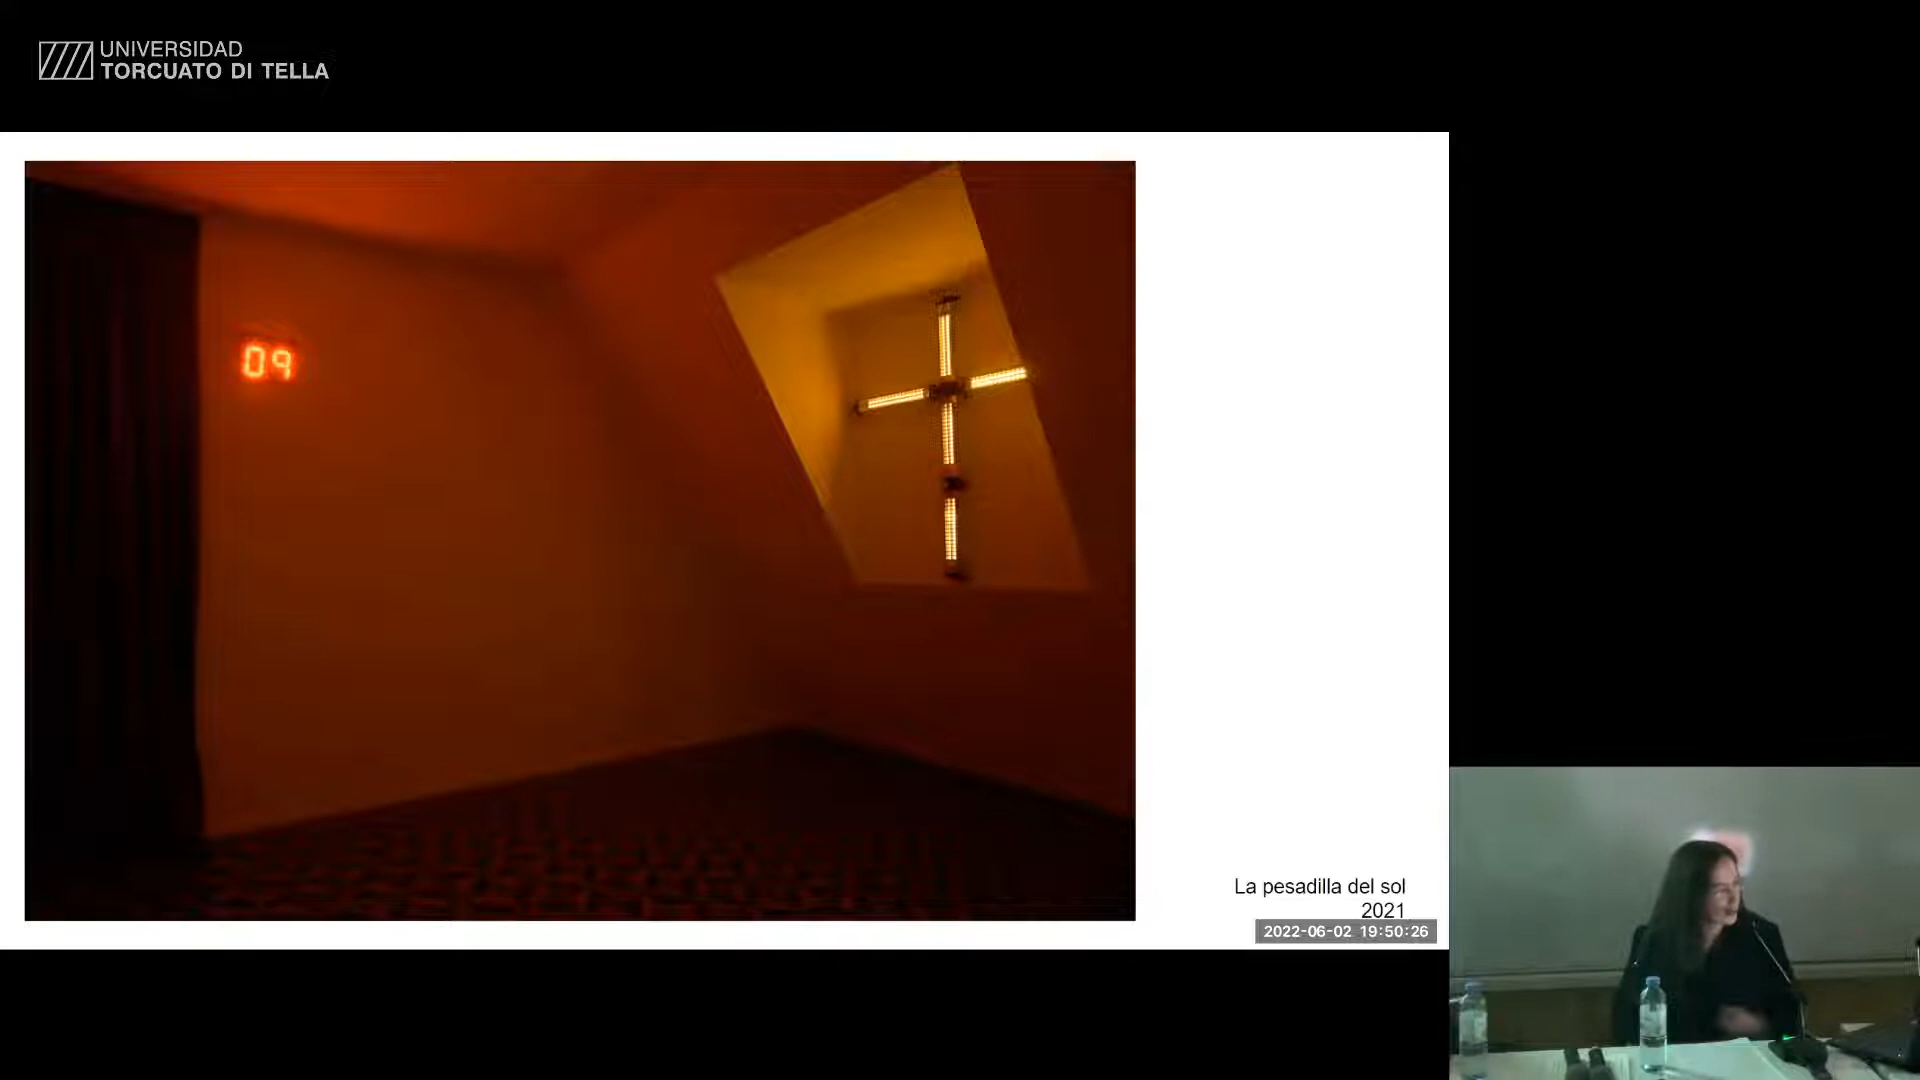 UNIVERSIDAD
TORCUATO DI TELLA
09
La pesadilla del sol
2021
2022-06-02 19:50:26